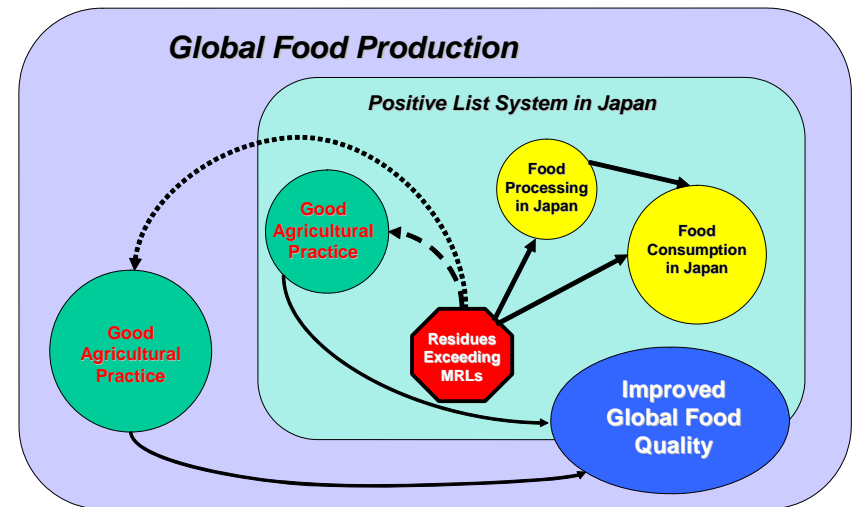 Global Food Production
Positive List System in Japan
Food
Processing
in Japan
Good
Agricultural
Practice
Food
Consumption
in Japan
Good
Agricultural
Practice
Residues
Exceeding
MRLs
Improved
Global Food
Quality